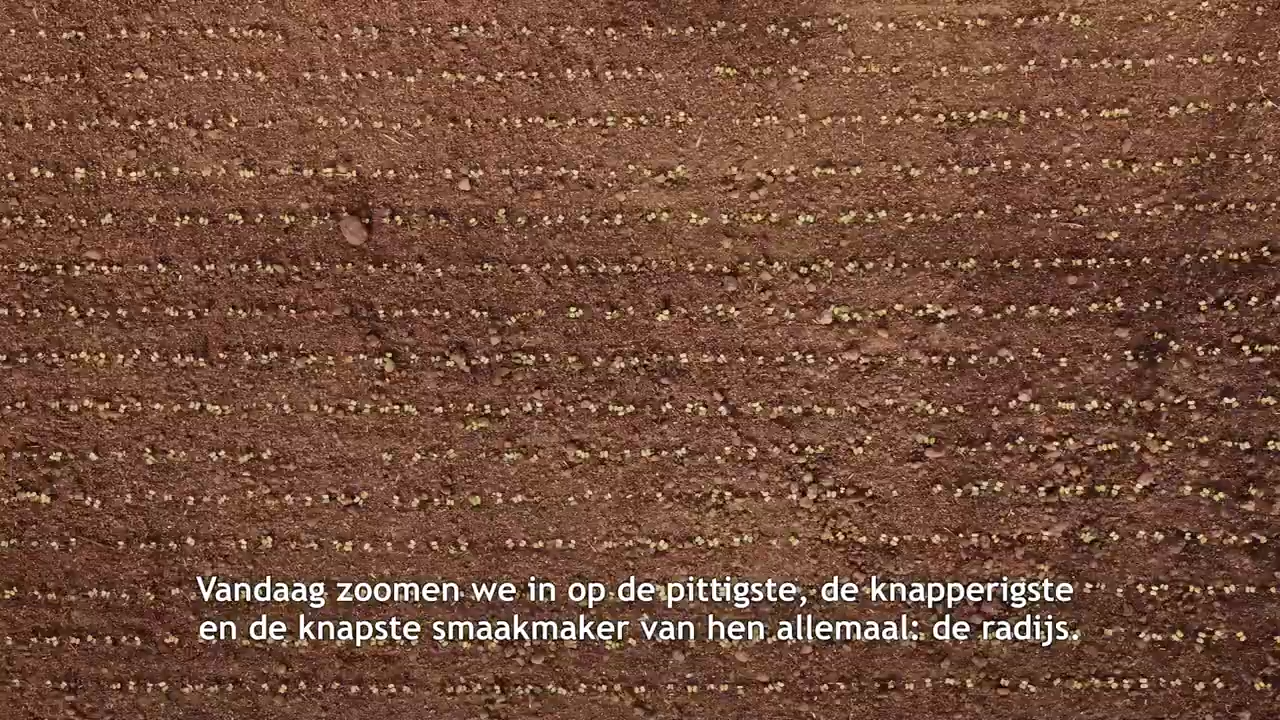 Vandaag zoomen we in op de pittigste, de knapperigste
en de knapste smaakmaker van hen allemaal: de radijs.